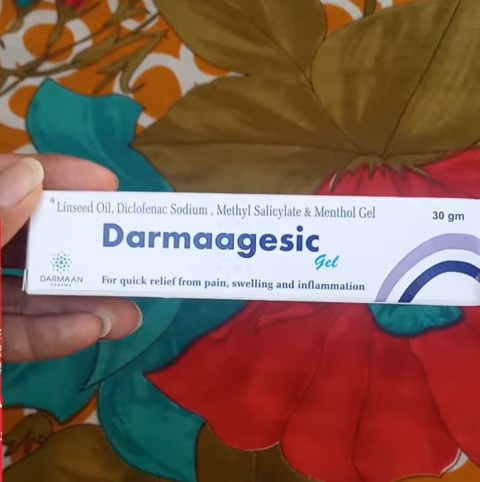 Linseed Oil, Diclofenac Sodium , Methyl Salicylate & Menthol Gel
30 gm
Darmaagesic
Gel
DARMAAN
PHARMA
For quick relief from pain, swelling and inflammation